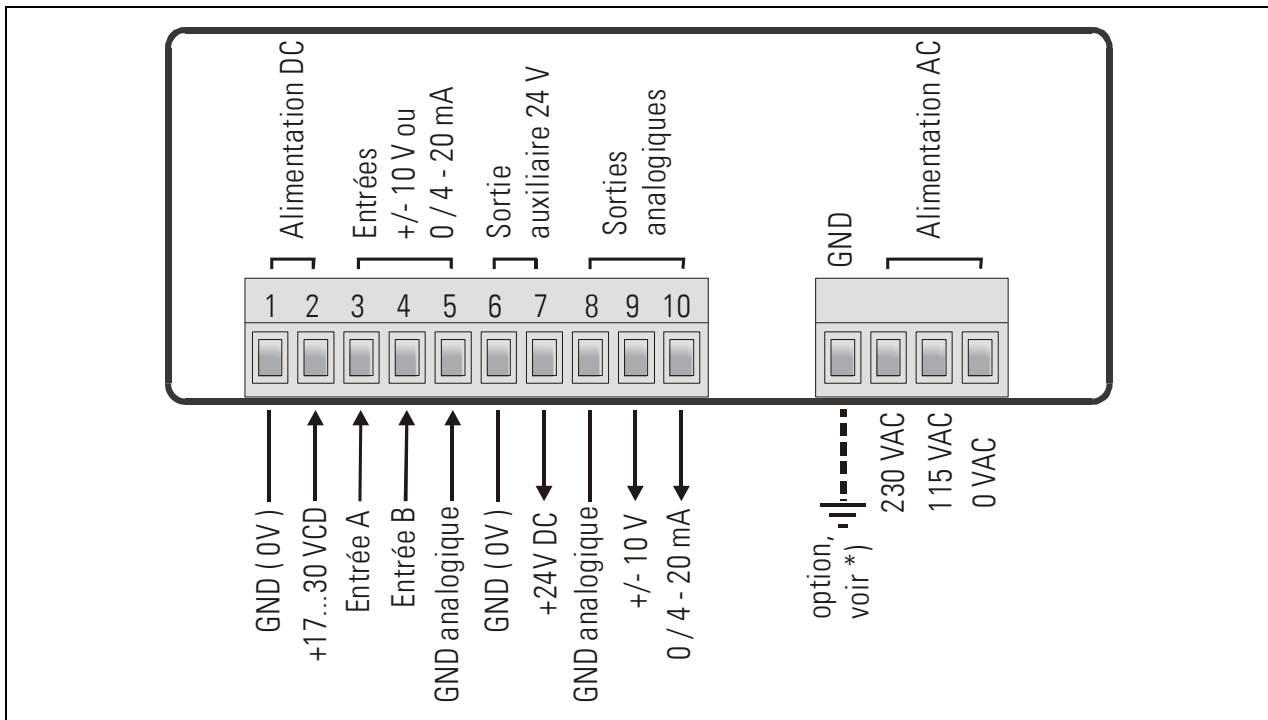 Alimentation DC
Entrées
+/- 10 V ou
0 / 4 - 20 mA
Sortie
auxiliaire 24 V
Sorties
analogiques
GND
Alimentation AC
1 2 3 4 5 6 7 8 9 10
GND ( 0V )
+17...30 VCD
Entrée A
Entrée B
GND analogique
GND ( 0V )
+24V DC
GND analogique
+/- 10 V
0 / 4 - 20 mA
option,
voir *)
230 VAC
115 VAC
0 VAC